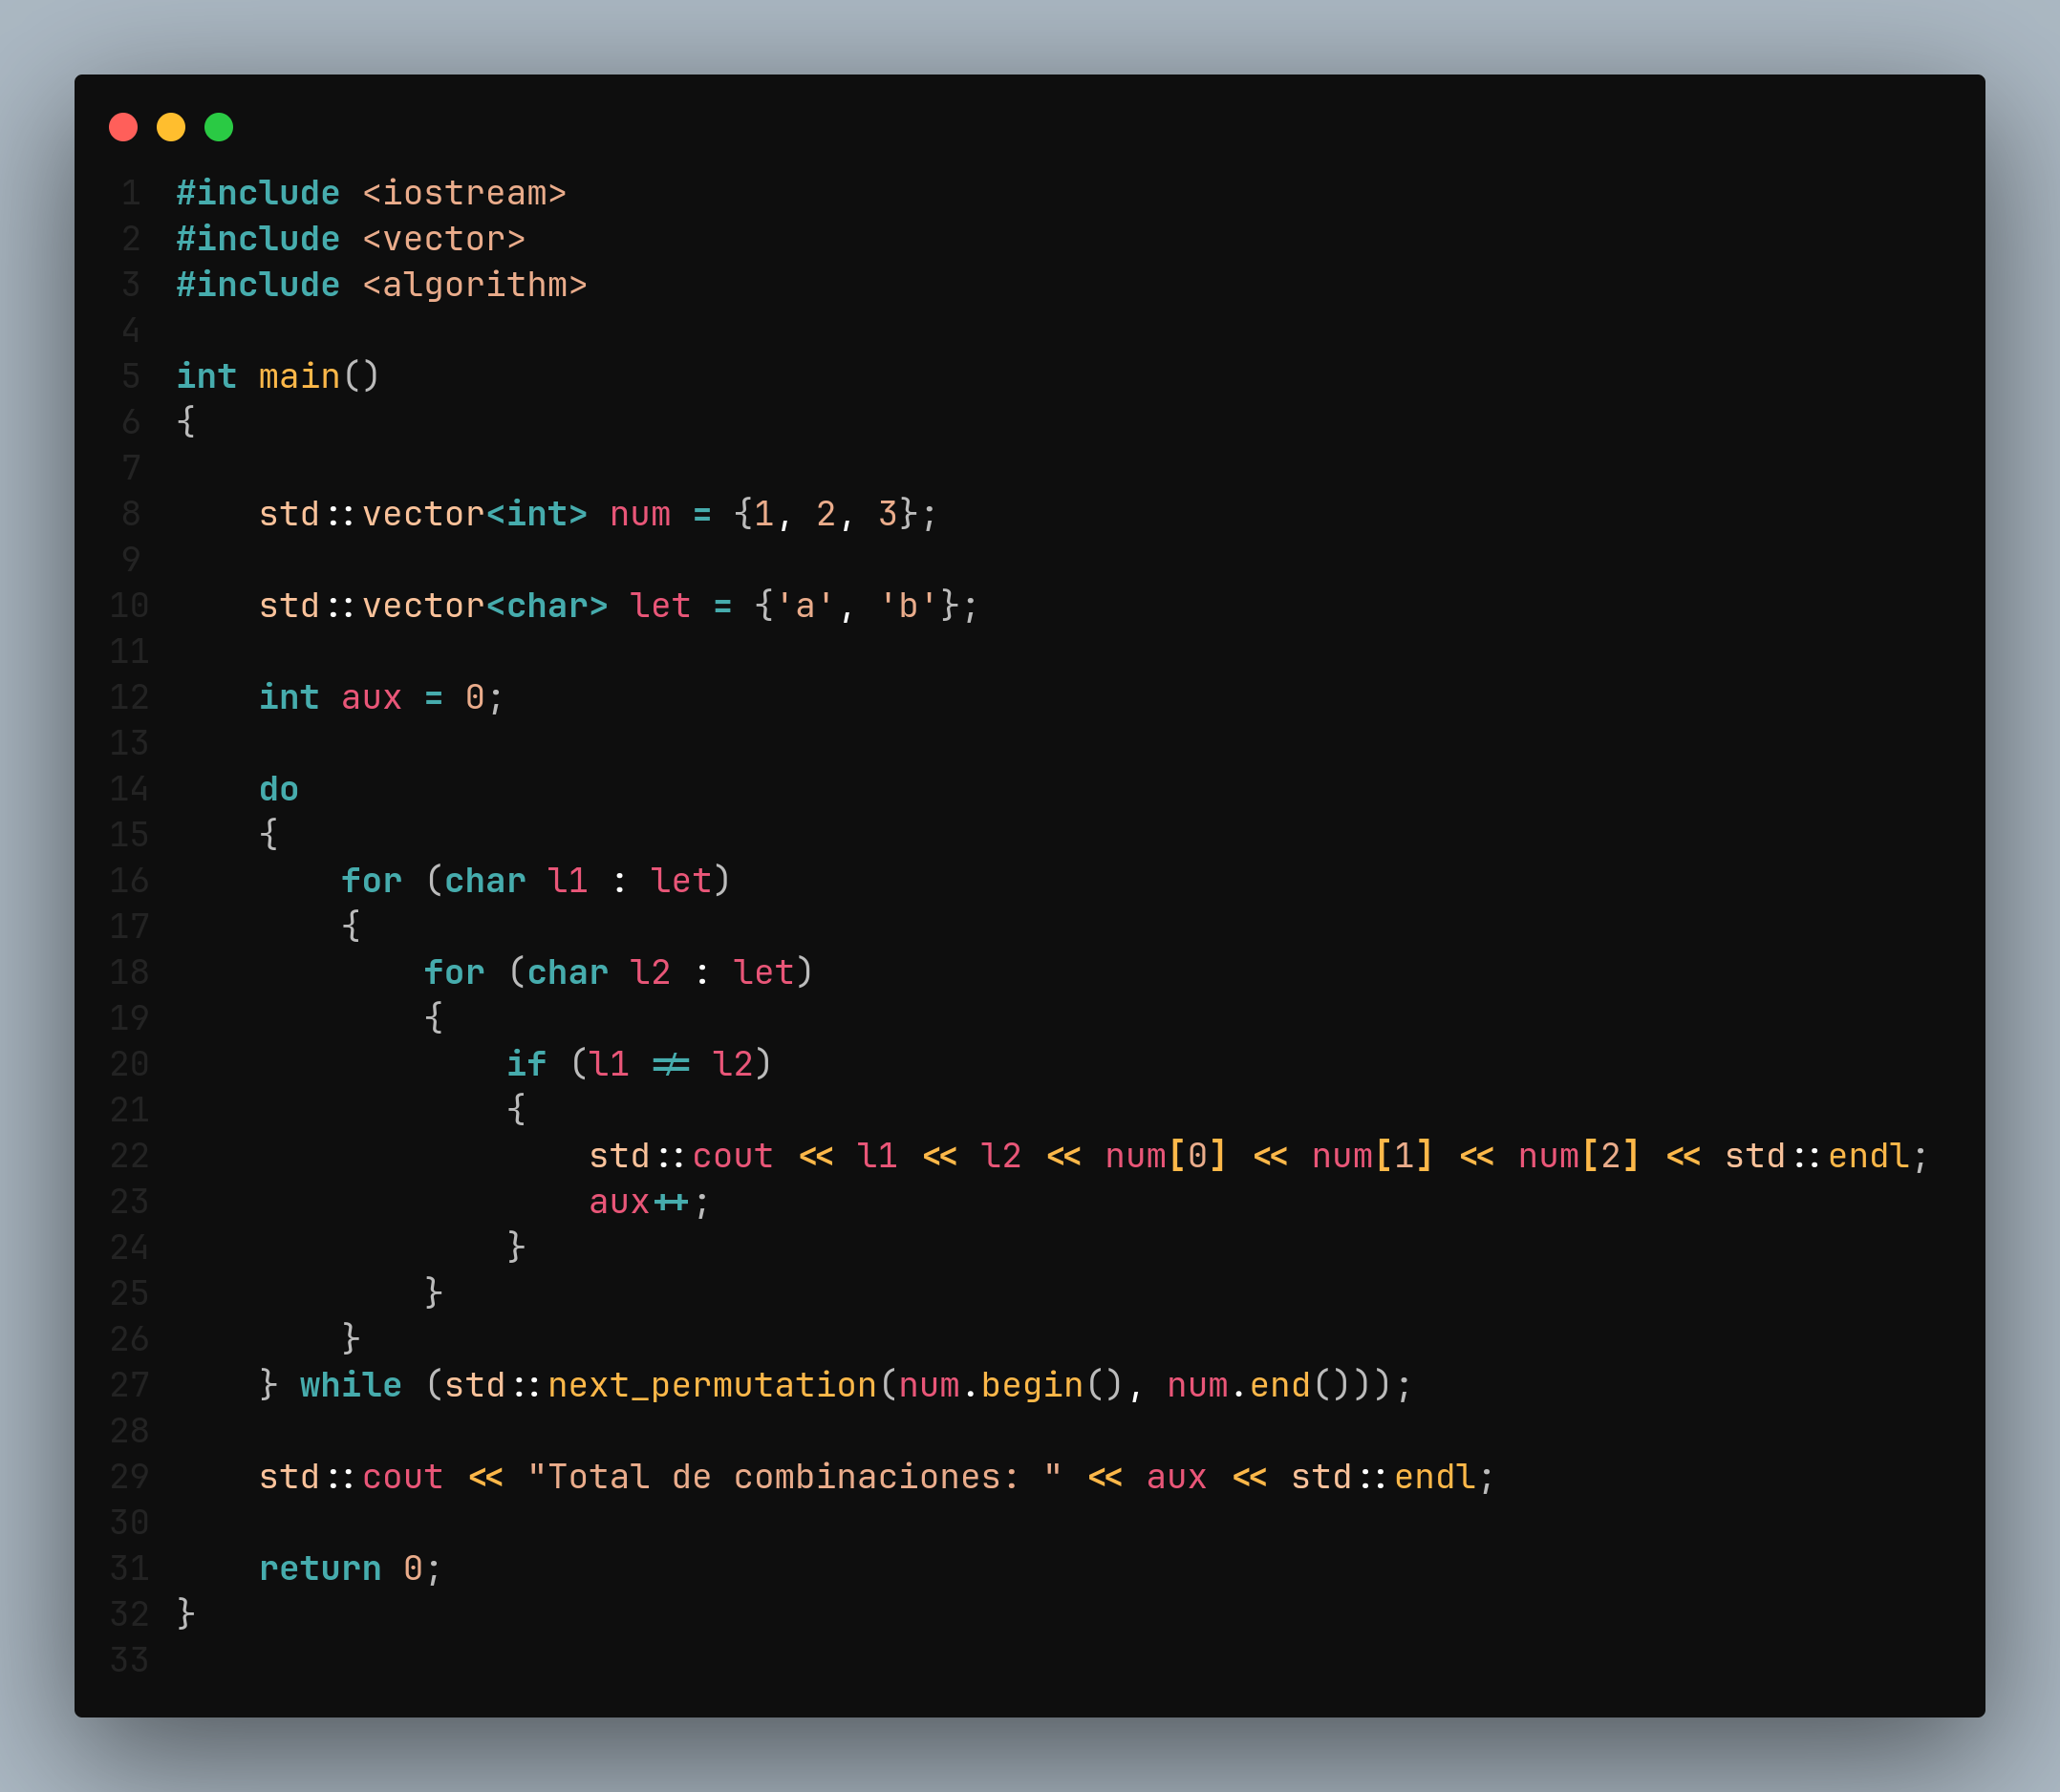 1 #include <iostream>
2 #include <vector>
3 #include <algorithm>
4
5 int main()
6 {
7
8     std::vector<int> num = {1, 2, 3};
9
10     std::vector<char> let = {'a', 'b'};
11
12     int aux = 0;
13
14     do
15     {
16         for (char l1 : let)
17         {
18             for (char l2 : let)
19             {
20                 if (l1 != l2)
21                 {
22                     std::cout << l1 << l2 << num[0] << num[1] << num[2] << std::endl;
23                     aux++;
24                 }
25             }
26         }
27     } while (std::next_permutation(num.begin(), num.end()));
28
29     std::cout << "Total de combinaciones: " << aux << std::endl;
30
31     return 0;
32 }
33